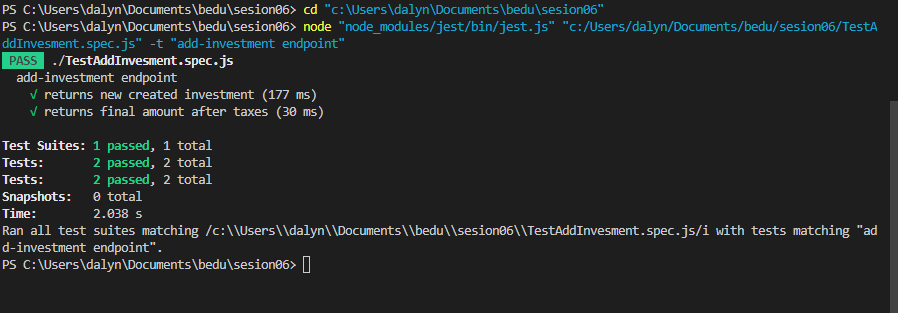 PS C:\Users\dalyn\Documents\bedu\sesion06> cd "c:\Users\dalyn\Documents\bedu\sesion06"
PS C:\Users\dalyn\Documents\bedu\sesion06> node "node_modules/jest/bin/jest.js" "c:/Users/dalyn/Documents/bedu/sesion06/TestA
ddInvesment.spec.js" -t "add-investment endpoint"
PASS ./TestAddInvesment.spec.js
add-investment endpoint
√ returns new created investment (177 ms)
√ returns final amount after taxes (30 ms)
Test Suites: 1 passed, 1 total
Tests: 2 passed, 2 total
Tests: 2 passed, 2 total
Snapshots: 0 total
Time: 2.038 s
Ran all test suites matching /c:\\Users\\dalyn\\Documents\\bedu\\sesion06\\TestAddInvesment.spec.js/i with tests matching "ad
d-investment endpoint".
PS C:\Users\dalyn\Documents\bedu\sesion06>